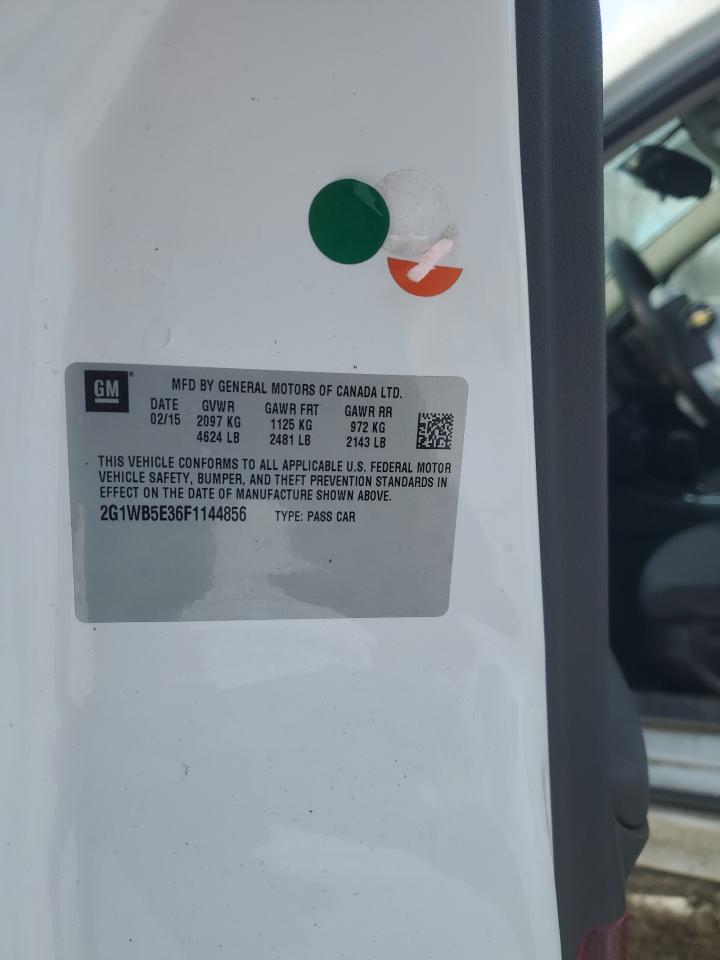 GM ®
MFD BY GENERAL MOTORS OF CANADA LTD.
DATE GVWR GAWR FRT GAWR RR
02/15 2097 KG 1125 KG 972 KG
4624 LB 2481 LB 2143 LB
THIS VEHICLE CONFORMS TO ALL APPLICABLE U.S. FEDERAL MOTOR
VEHICLE SAFETY, BUMPER, AND THEFT PREVENTION STANDARDS IN
EFFECT ON THE DATE OF MANUFACTURE SHOWN ABOVE.
2G1WB5E36F1144856 TYPE: PASS CAR